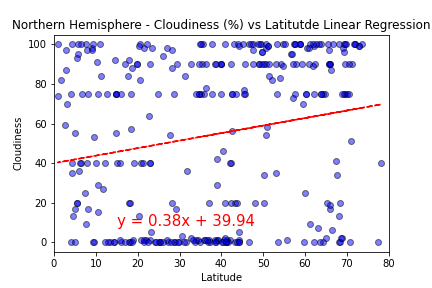 Northern Hemisphere - Cloudiness (%) vs Latitutde Linear Regression
100
80
60
40
20
0
Cloudiness
y = 0.38x + 39.94
0 10 20 30 40 50 60 70 80
Latitude